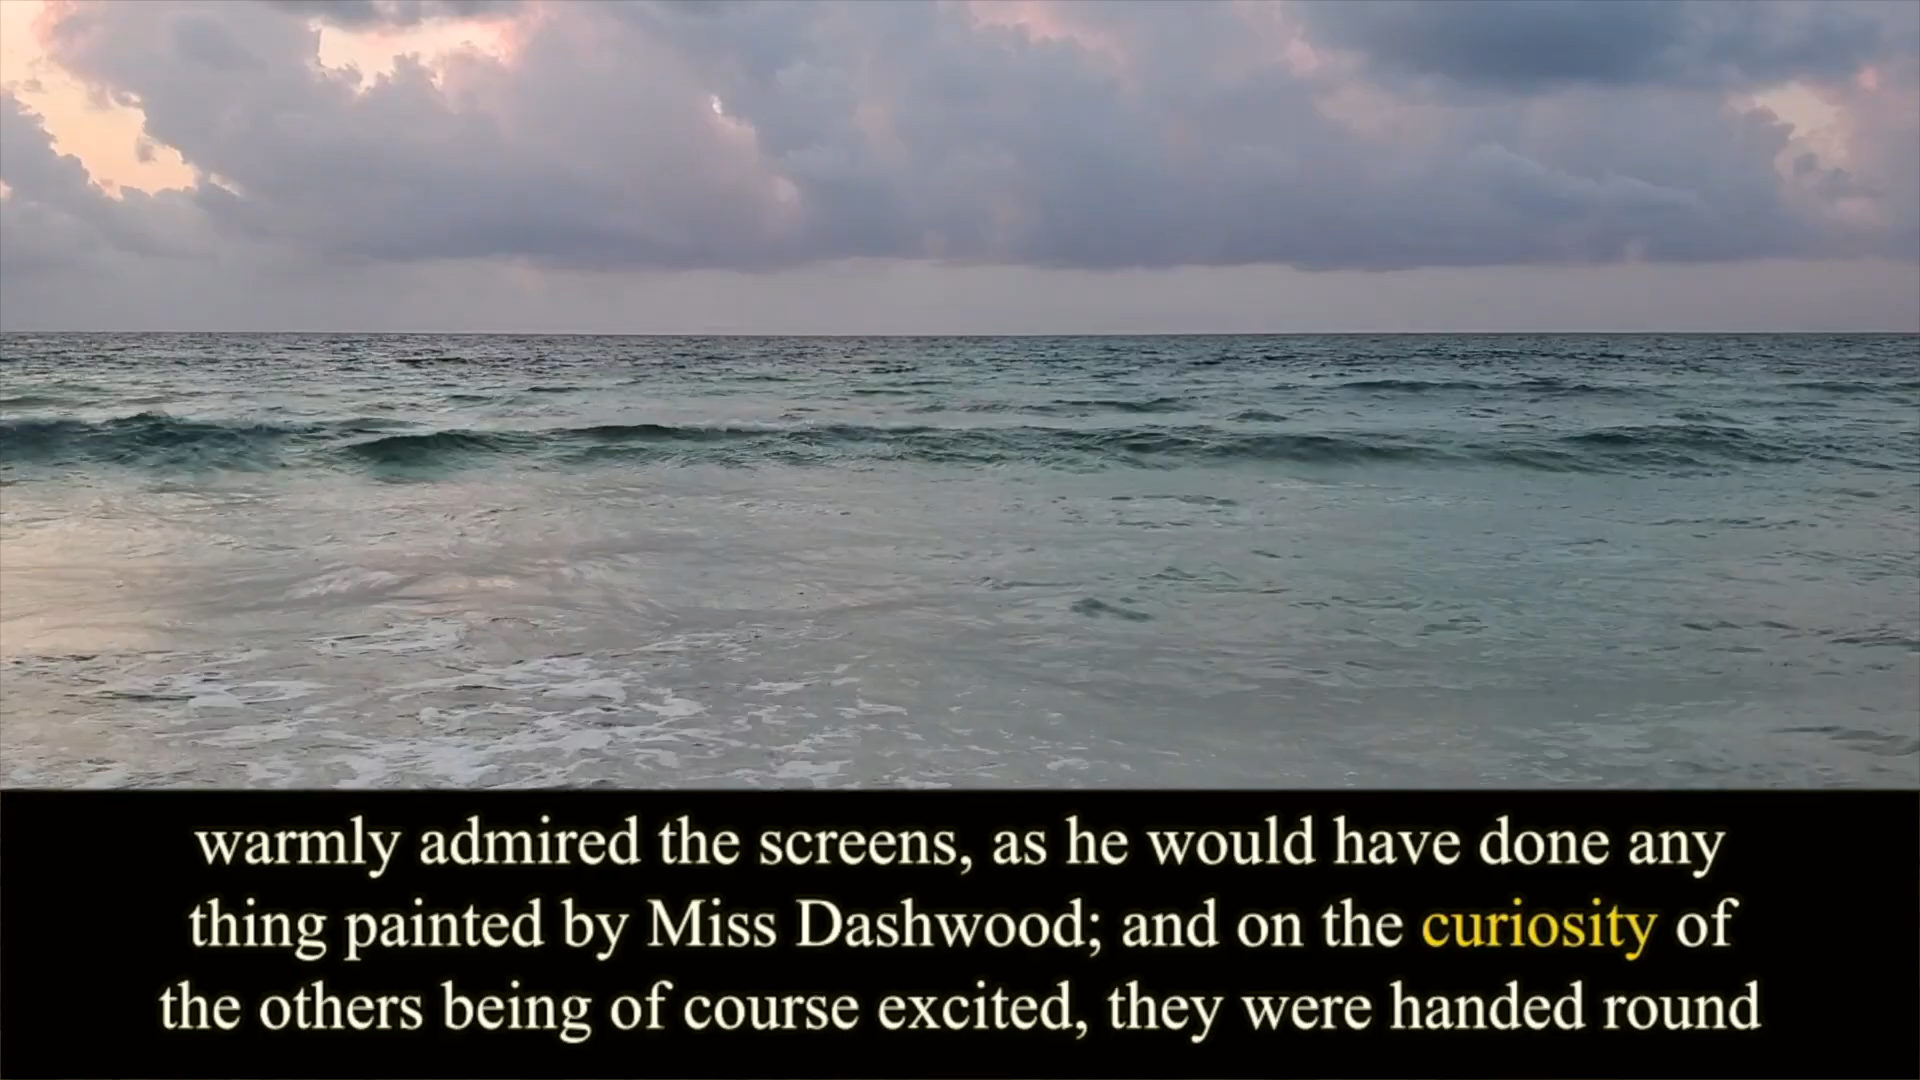 warmly admired the screens, as he would have done any
thing painted by Miss Dashwood; and on the curiosity of
the others being of course excited, they were handed round